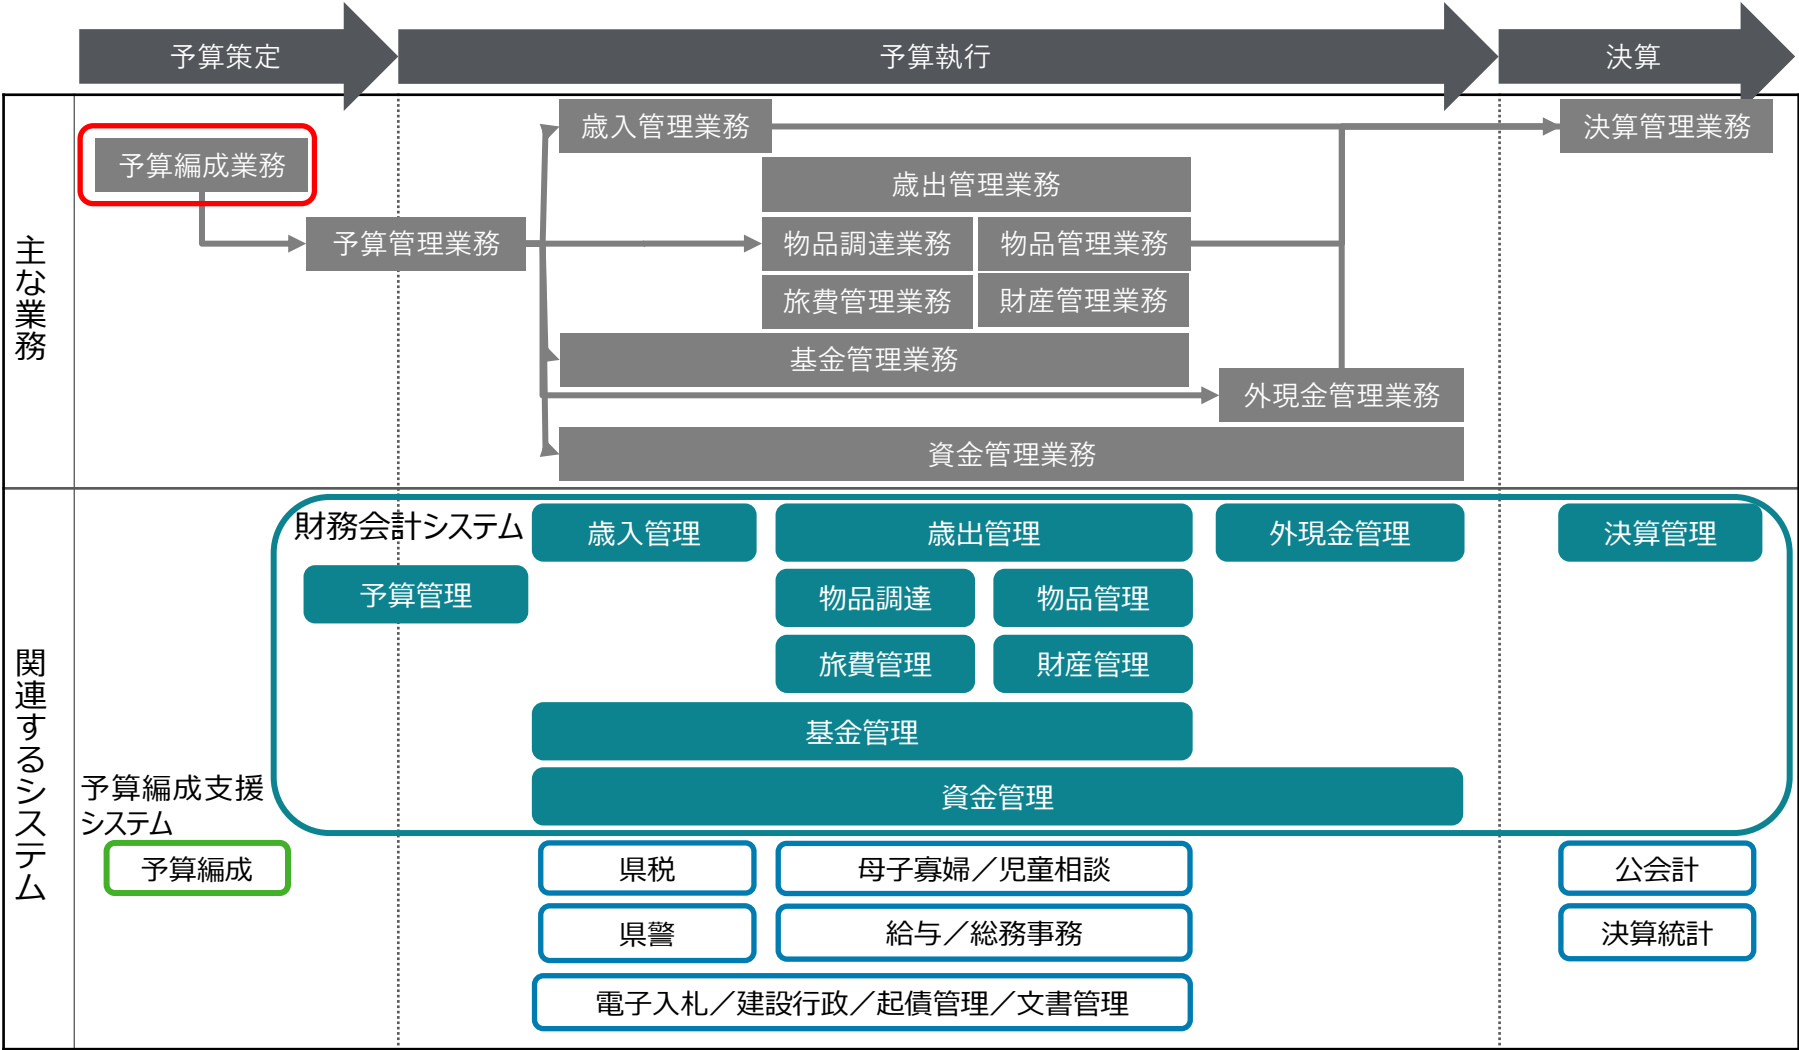 予算策定
予算執行
決算
主な業務
予算編成業務
予算管理業務
歳入管理業務
歳出管理業務
物品調達業務
物品管理業務
旅費管理業務
財産管理業務
基金管理業務
外現金管理業務
資金管理業務
決算管理業務
関連するシステム
財務会計システム
歳入管理
歳出管理
外現金管理
決算管理
予算管理
物品調達
物品管理
旅費管理
財産管理
基金管理
資金管理
予算編成支援
システム
予算編成
県税
母子寡婦／児童相談
公会計
県警
給与／総務事務
決算統計
電子入札／建設行政／起債管理／文書管理